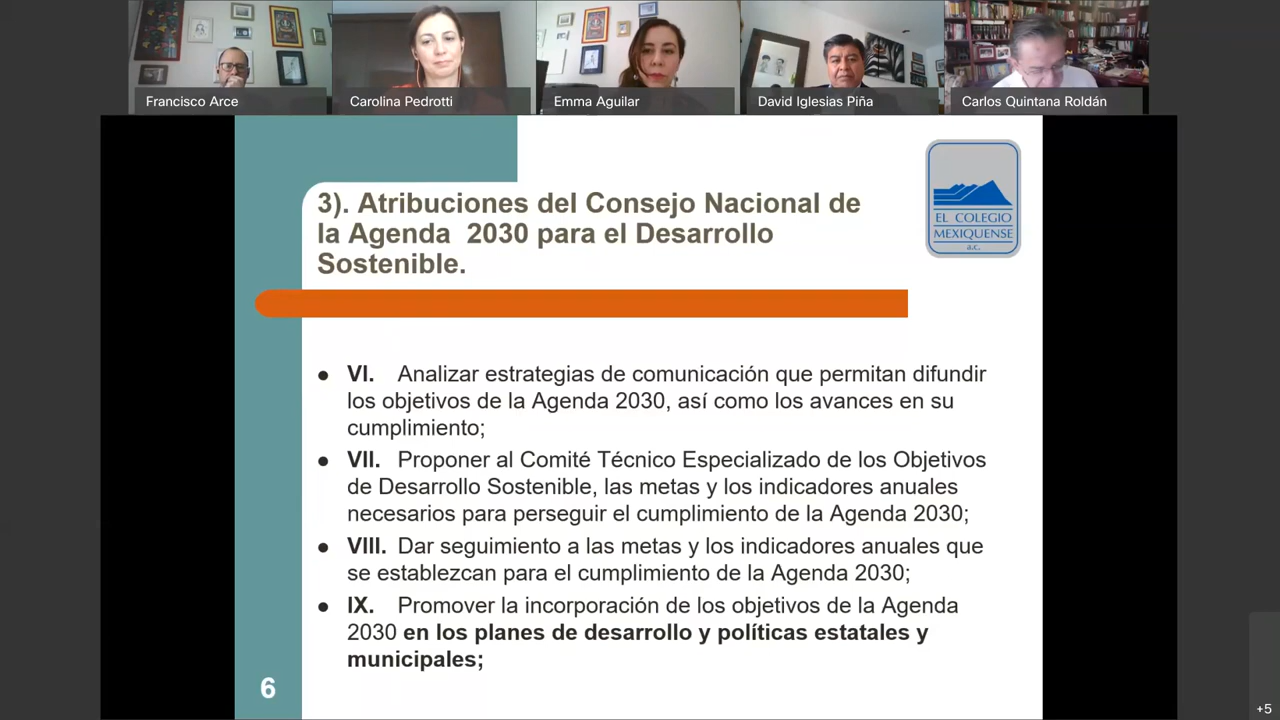 Francisco Arce
Carolina Pedrotti
Emma Aguilar
David Iglesias Piña
Carlos Quintana Roldán
3). Atribuciones del Consejo Nacional de
la Agenda 2030 para el Desarrollo
Sostenible.
EL COLEGIO
MEXIQUENSE
a.c.
● VI. Analizar estrategias de comunicación que permitan difundir
los objetivos de la Agenda 2030, así como los avances en su
cumplimiento;
● VII. Proponer al Comité Técnico Especializado de los Objetivos
de Desarrollo Sostenible, las metas y los indicadores anuales
necesarios para perseguir el cumplimiento de la Agenda 2030;
● VIII. Dar seguimiento a las metas y los indicadores anuales que
se establezcan para el cumplimiento de la Agenda 2030;
● IX. Promover la incorporación de los objetivos de la Agenda
2030 en los planes de desarrollo y políticas estatales y
municipales;
6
+5